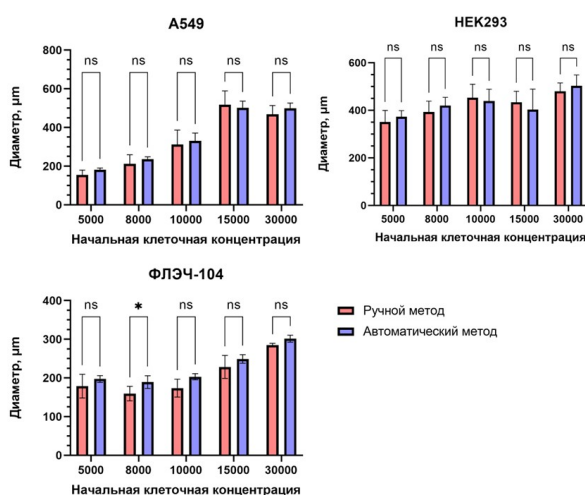 A549
ns ns ns ns ns
Диаметр, μm
800
600
400
200
0
5000 8000 10000 15000 30000
Начальная клеточная концентрация
HEK293
ns ns ns ns ns
Диаметр, μm
600
400
200
0
5000 8000 10000 15000 30000
Начальная клеточная концентрация
ФЛЭЧ-104
ns * ns ns ns
Диаметр, μm
400
300
200
100
0
5000 8000 10000 15000 30000
Начальная клеточная концентрация
Ручной метод
Автоматический метод